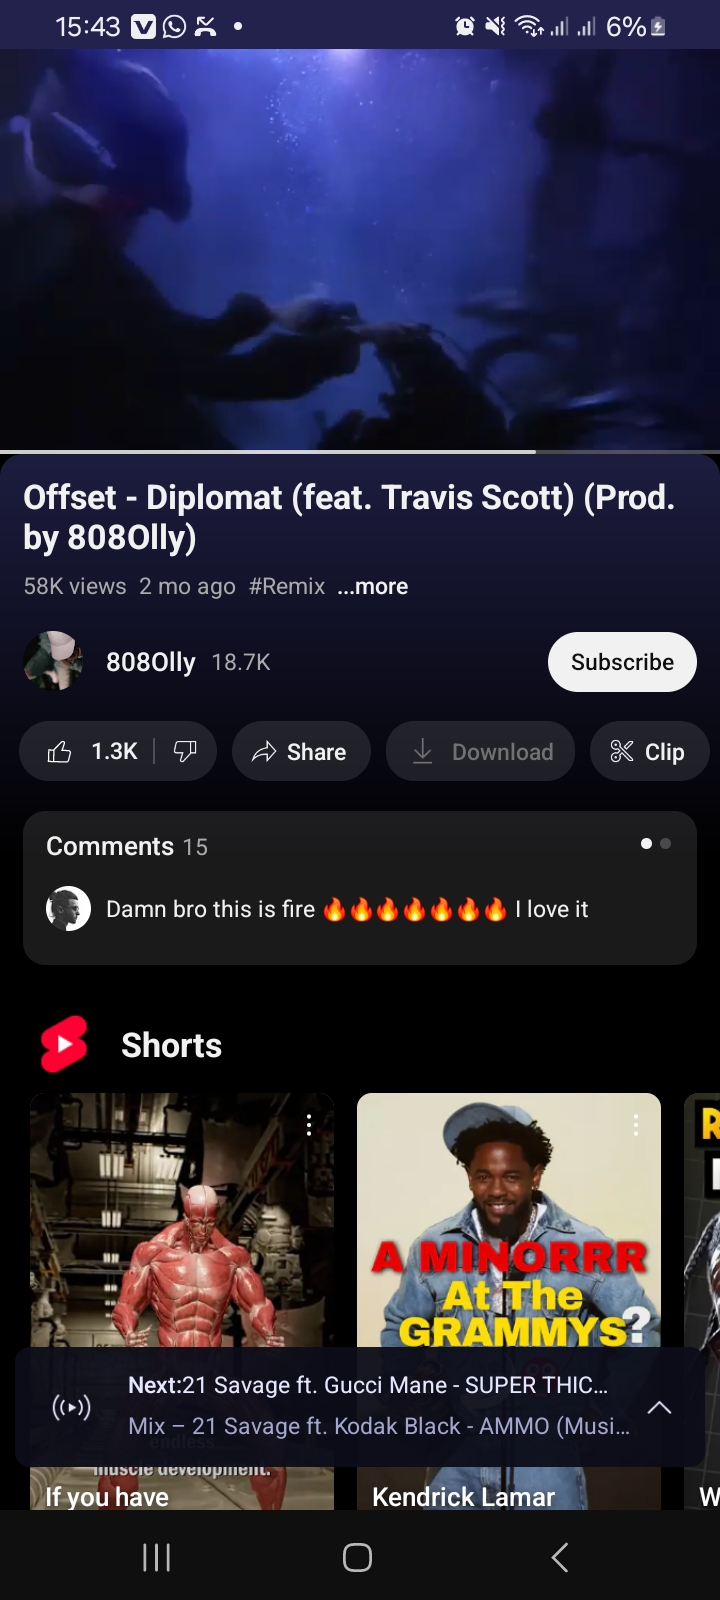 15:43
6%
Offset - Diplomat (feat. Travis Scott) (Prod.
by 808Olly)
58K views 2 mo ago #Remix ...more
808Olly 18.7K
Subscribe
1.3K
Share
Download
Clip
Comments 15
Damn bro this is fire 🔥🔥🔥🔥🔥🔥🔥 I love it
Shorts
A MINORRR
At The
GRAMMYS?
Next:21 Savage ft. Gucci Mane - SUPER THIC...
Mix – 21 Savage ft. Kodak Black - AMMO (Musi...
endless
muscle development.
If you have
Kendrick Lamar
W